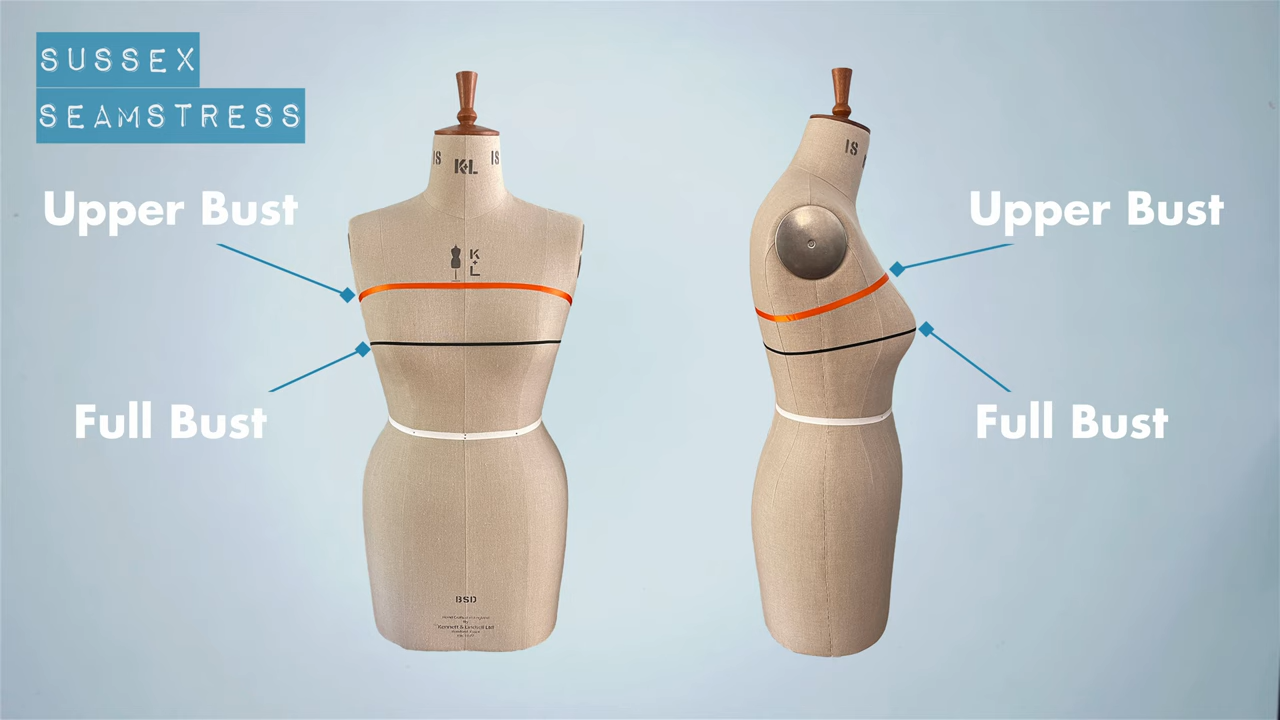 SUSSEX
SEAMSTRESS
Upper Bust
Full Bust
Upper Bust
Full Bust
IS
K+L
IS
K
+
L
BSD
Kennett & Lindsell Ltd
IS